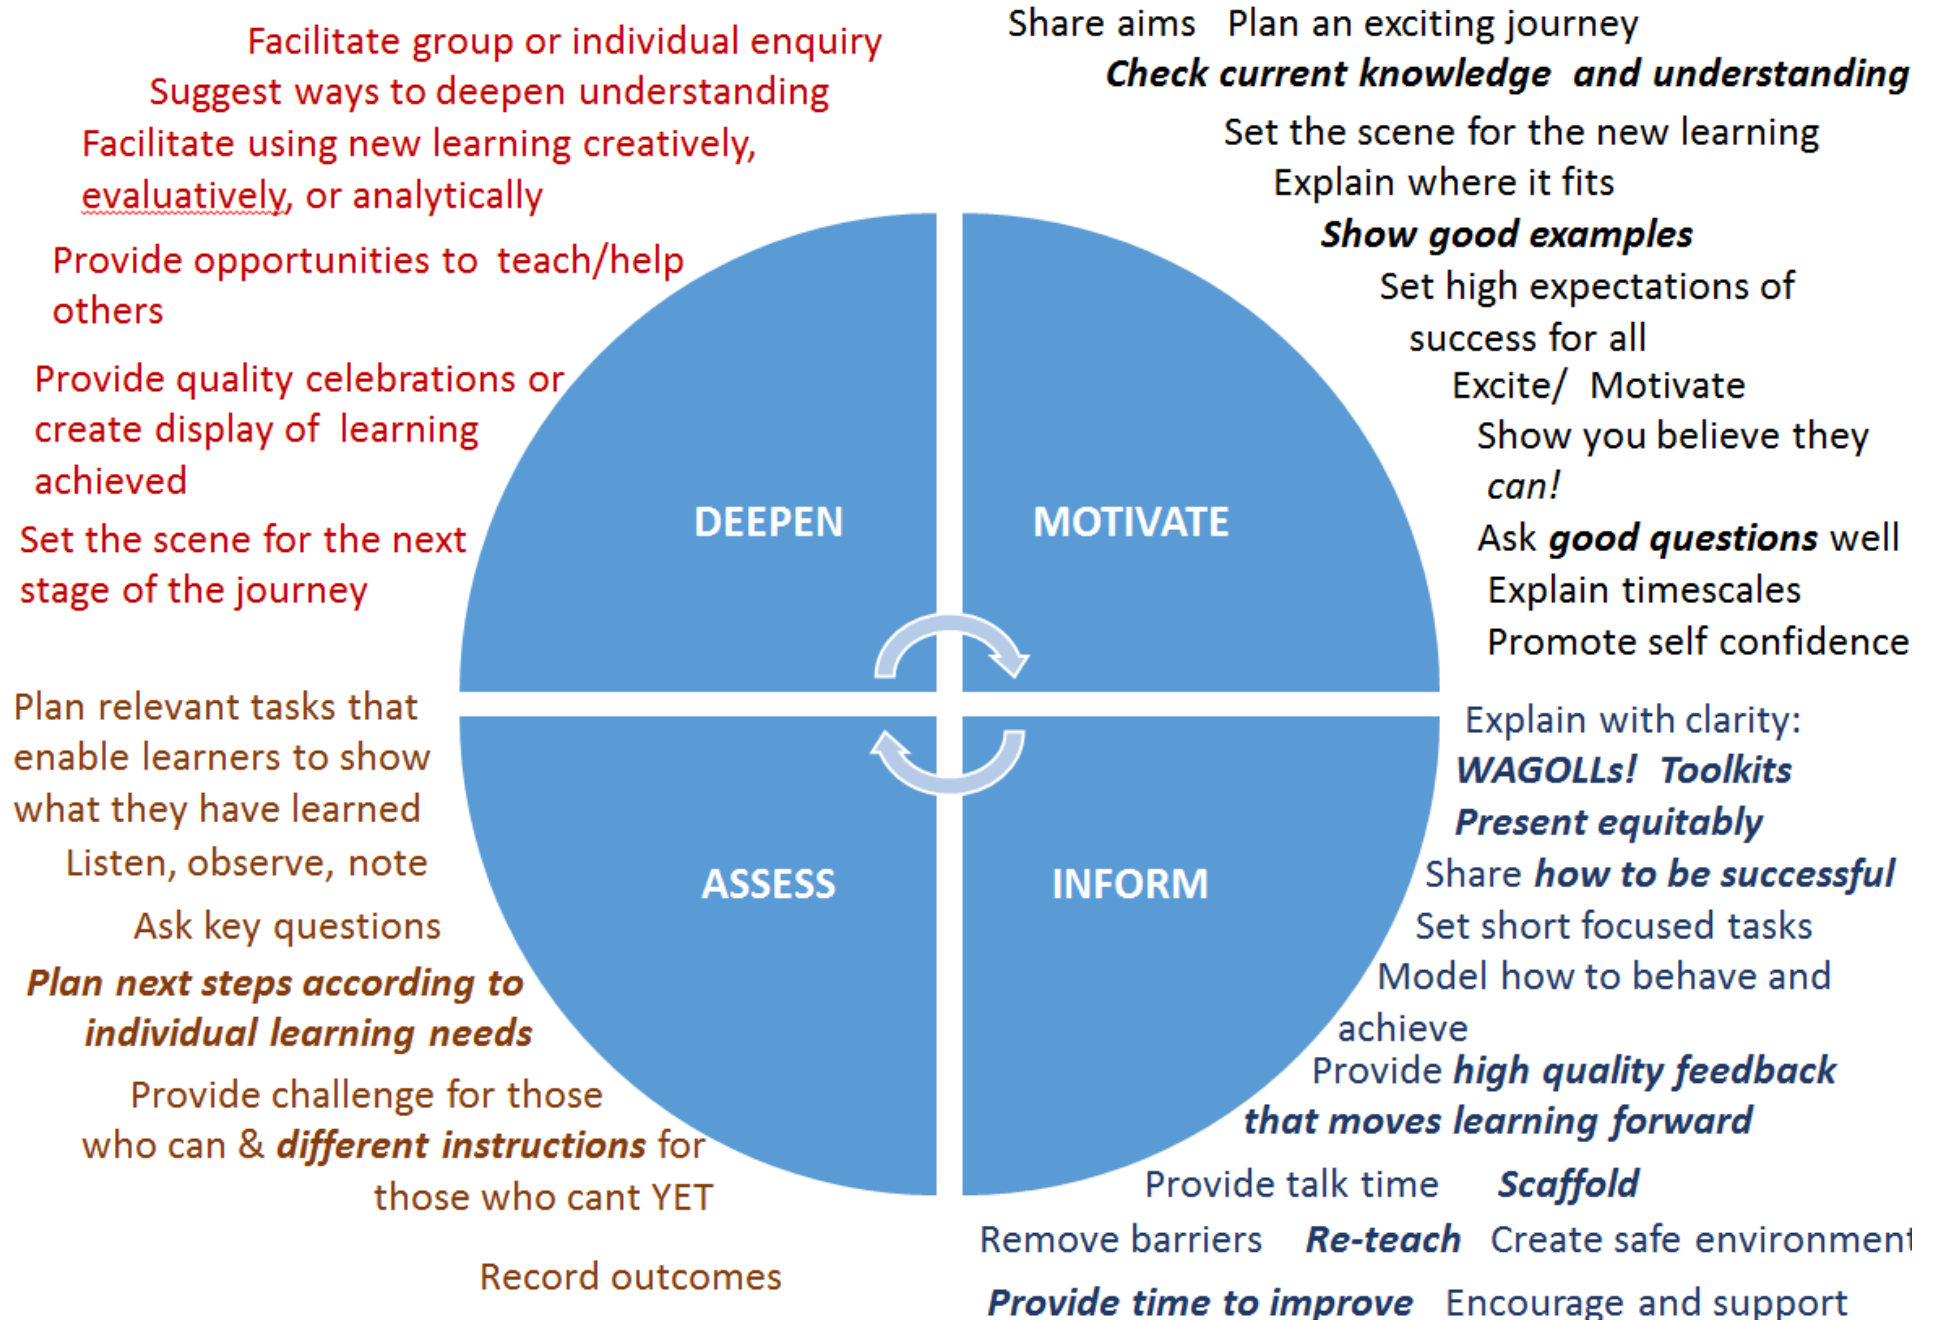 Facilitate group or individual enquiry
Suggest ways to deepen understanding
Facilitate using new learning creatively,
evaluatively, or analytically
Provide opportunities to teach/help
others
Provide quality celebrations or
create display of learning
achieved
Set the scene for the next
stage of the journey
Share aims Plan an exciting journey
Check current knowledge and understanding
Set the scene for the new learning
Explain where it fits
Show good examples
Set high expectations of
success for all
Excite/ Motivate
Show you believe they
can!
Ask good questions well
Explain timescales
Promote self confidence
DEEPEN
MOTIVATE
ASSESS
INFORM
Plan relevant tasks that
enable learners to show
what they have learned
Listen, observe, note
Ask key questions
Plan next steps according to
individual learning needs
Provide challenge for those
who can & different instructions for
those who cant YET
Record outcomes
Explain with clarity:
WAGOLLs! Toolkits
Present equitably
Share how to be successful
Set short focused tasks
Model how to behave and
achieve
Provide high quality feedback
that moves learning forward
Provide talk time Scaffold
Remove barriers Re-teach Create safe environment
Provide time to improve Encourage and support